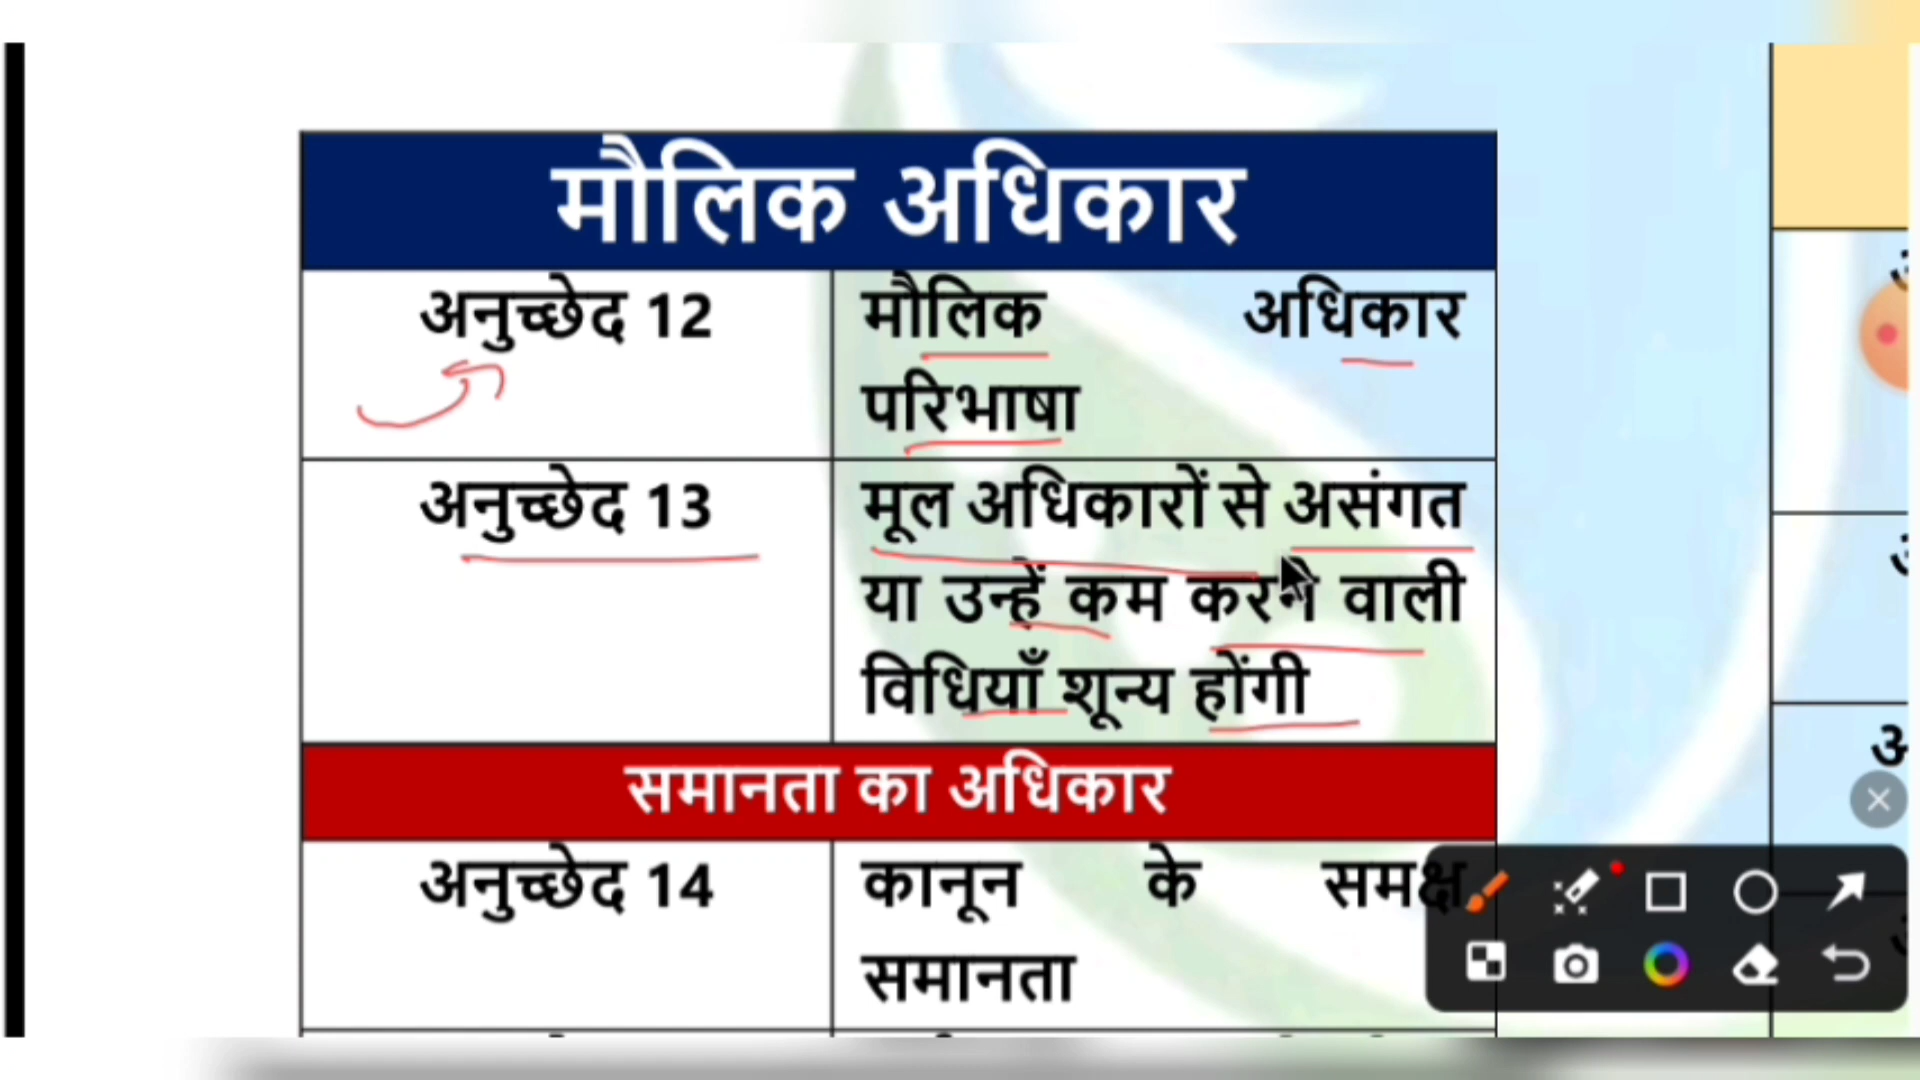 मौलिक अधिकार
अनुच्छेद 12
मौलिक अधिकार
परिभाषा
अनुच्छेद 13
मूल अधिकारों से असंगत
या उन्हें कम करने वाली
विधियाँ शून्य होंगी
समानता का अधिकार
अनुच्छेद 14
कानून के समक्ष
समानता